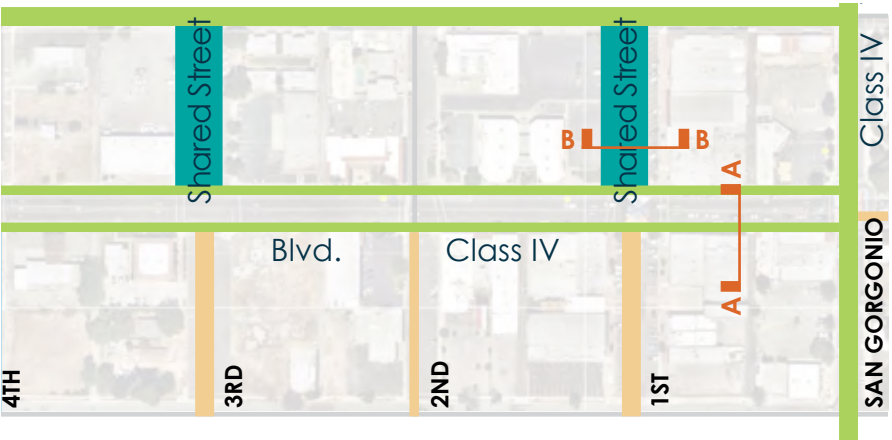 Shared Street
Shared Street
Class IV
B
B
A
Blvd.
Class IV
A
4TH
3RD
2ND
1ST
SAN GORGONIO